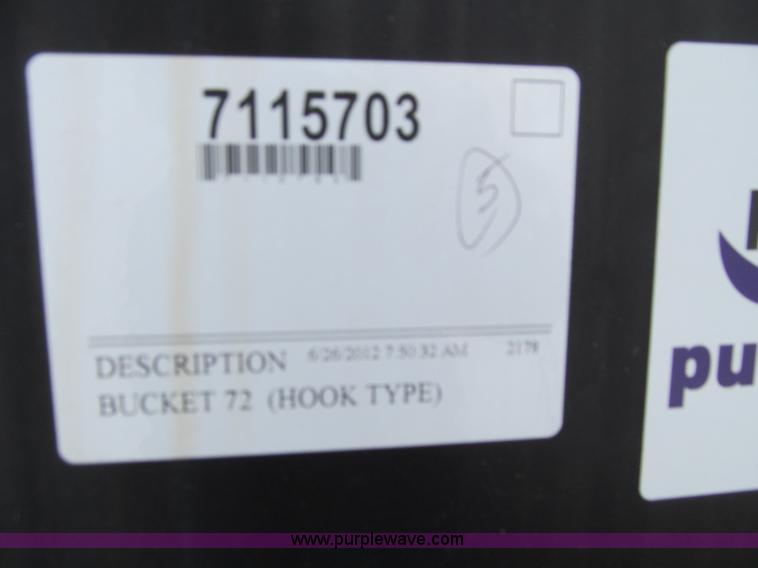 7115703
5
DESCRIPTION 6/26/2012 7:50:32 AM 2178
BUCKET 72 (HOOK TYPE)
pu
www.purplewave.com